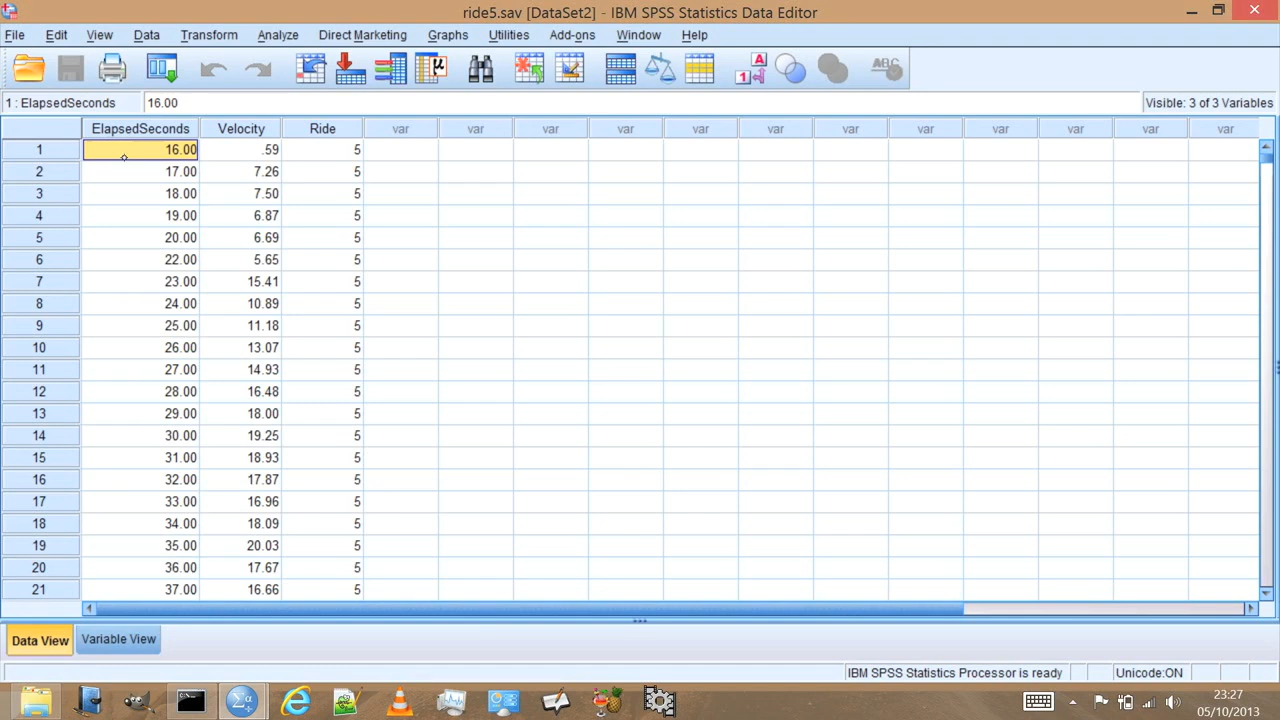 ride5.sav [DataSet2] - IBM SPSS Statistics Data Editor
File Edit View Data Transform Analyze Direct Marketing Graphs Utilities Add-ons Window Help
1 : ElapsedSeconds 16.00 Visible: 3 of 3 Variables
ElapsedSeconds Velocity Ride var var var var var var var var var var var var
1 16.00 .59 5
2 17.00 7.26 5
3 18.00 7.50 5
4 19.00 6.87 5
5 20.00 6.69 5
6 22.00 5.65 5
7 23.00 15.41 5
8 24.00 10.89 5
9 25.00 11.18 5
10 26.00 13.07 5
11 27.00 14.93 5
12 28.00 16.48 5
13 29.00 18.00 5
14 30.00 19.25 5
15 31.00 18.93 5
16 32.00 17.87 5
17 33.00 16.96 5
18 34.00 18.09 5
19 35.00 20.03 5
20 36.00 17.67 5
21 37.00 16.66 5
Data View Variable View
IBM SPSS Statistics Processor is ready Unicode:ON
23:27
05/10/2013